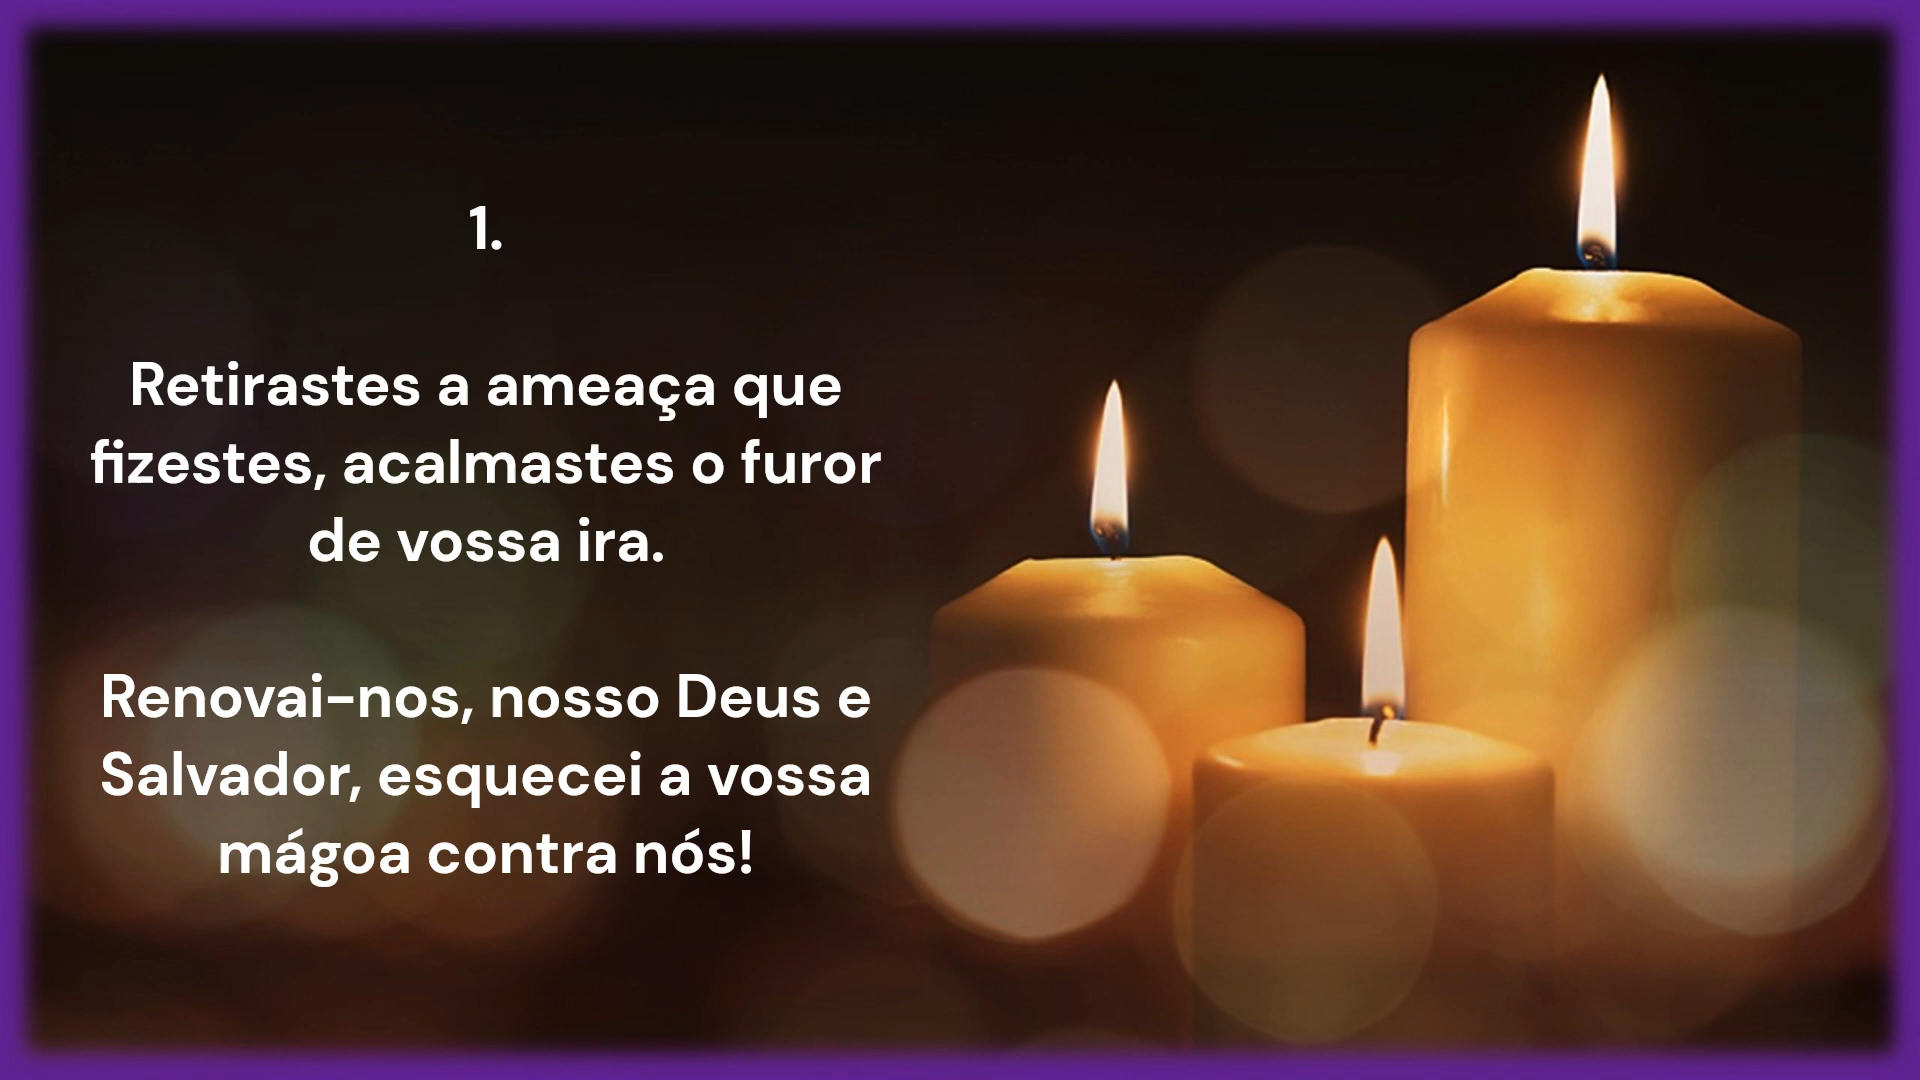 1.
Retirastes a ameaça que
fizestes, acalmastes o furor
de vossa ira.
Renovai-nos, nosso Deus e
Salvador, esquecei a vossa
mágoa contra nós!